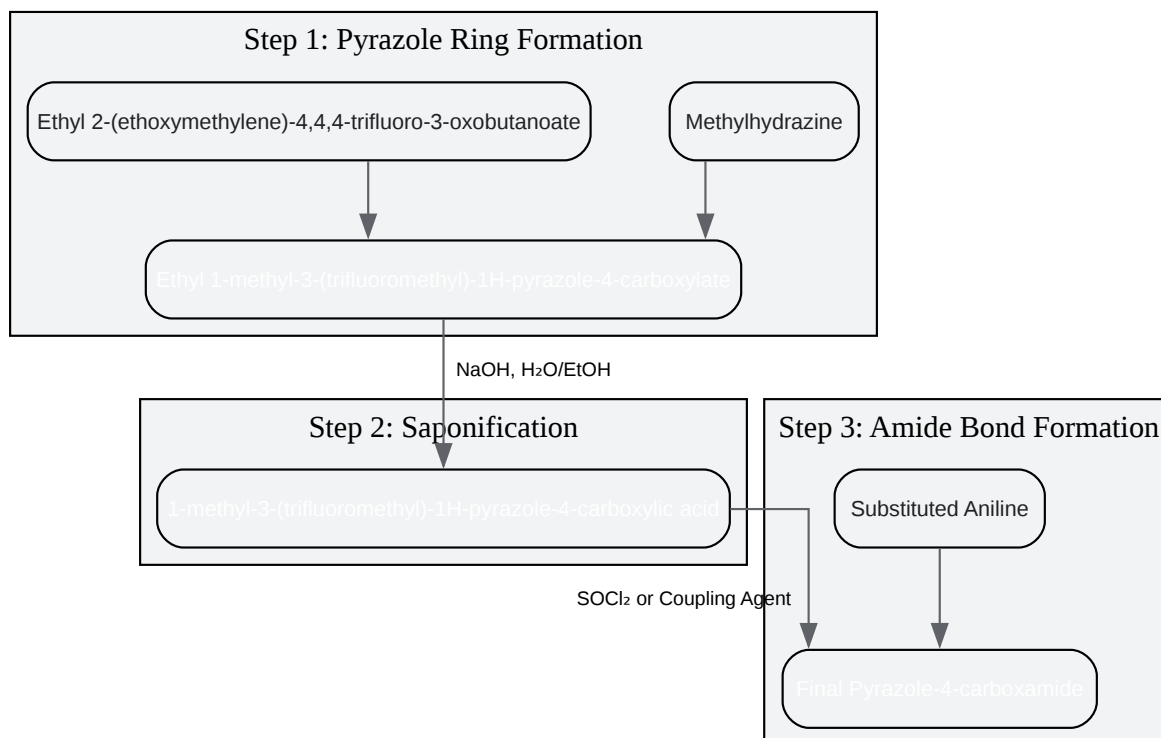 Step 1: Pyrazole Ring Formation
Ethyl 2-(ethoxymethylene)-4,4,4-trifluoro-3-oxobutanoate
Methylhydrazine
Ethyl 1-methyl-3-(trifluoromethyl)-1H-pyrazole-4-carboxylate
NaOH, H₂O/EtOH
Step 2: Saponification
1-methyl-3-(trifluoromethyl)-1H-pyrazole-4-carboxylic acid
Step 3: Amide Bond Formation
Substituted Aniline
SOCl₂ or Coupling Agent
Final Pyrazole-4-carboxamide